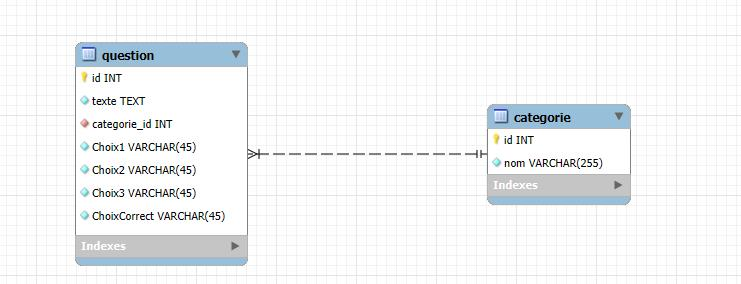 question
id INT
texte TEXT
categorie_id INT
Choix1 VARCHAR(45)
Choix2 VARCHAR(45)
Choix3 VARCHAR(45)
ChoixCorrect VARCHAR(45)
Indexes
categorie
id INT
nom VARCHAR(255)
Indexes